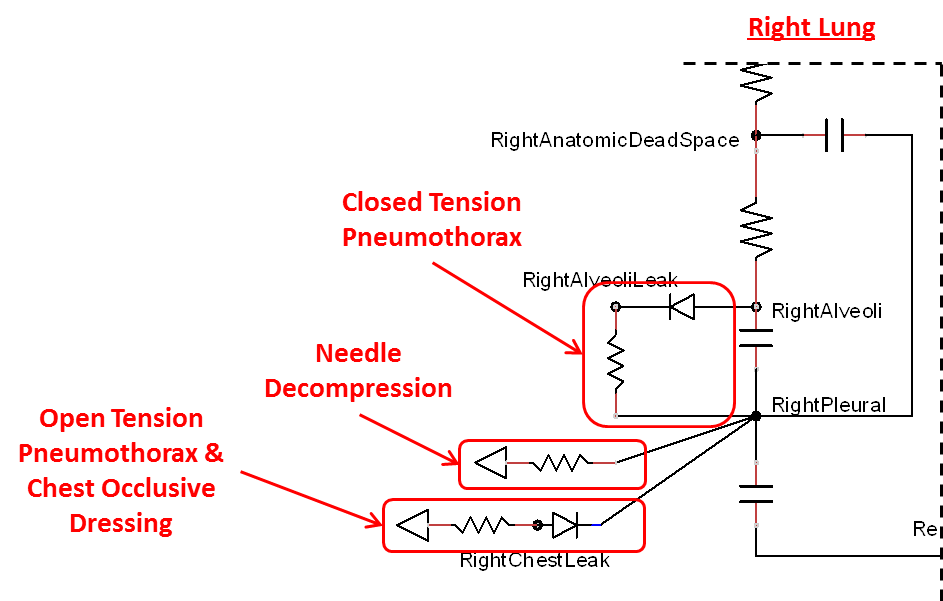 Right Lung
RightAnatomicDeadSpace
Closed Tension
Pneumothorax
RightAlveoliLeak
RightAlveoli
Needle
Decompression
RightPleural
Open Tension
Pneumothorax &
Chest Occlusive
Dressing
Re
RightChestLeak